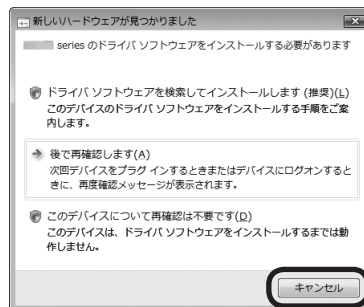 新しいハードウェアが見つかりました
series のドライバ ソフトウェアをインストールする必要があります
ドライバ ソフトウェアを検索してインストールします (推奨)(L)
このデバイスのドライバ ソフトウェアをインストールする手順をご案
内します。
後で再確認します(A)
次回デバイスをプラグ インするときまたはデバイスにログオンすると
きに、再度確認メッセージが表示されます。
このデバイスについて再確認は不要です(D)
このデバイスは、ドライバ ソフトウェアをインストールするまでは動
作しません。
キャンセル